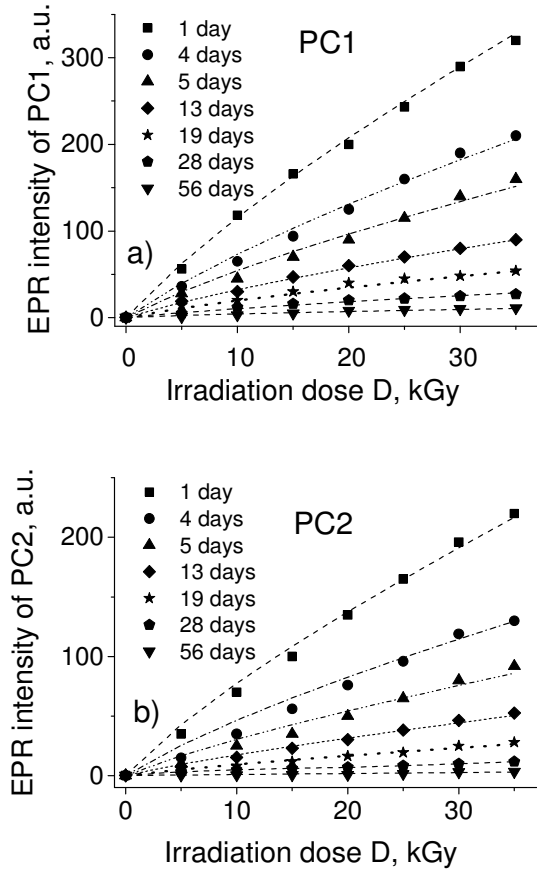 PC1
1 day
4 days
5 days
13 days
19 days
28 days
56 days
a)
EPR intensity of PC1, a.u.
300
200
100
0
0 10 20 30
Irradiation dose D, kGy
PC2
1 day
4 days
5 days
13 days
19 days
28 days
56 days
b)
EPR intensity of PC2, a.u.
200
100
0
0 10 20 30
Irradiation dose D, kGy